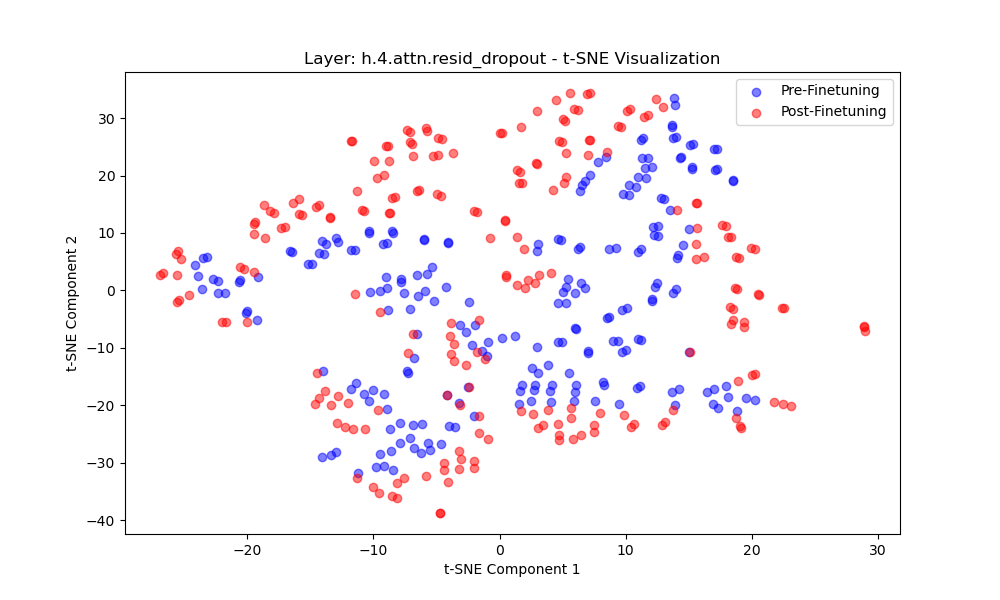 Layer: h.4.attn.resid_dropout - t-SNE Visualization
Pre-Finetuning
Post-Finetuning
t-SNE Component 2
30
20
10
0
−10
−20
−30
−40
−20
−10
0
10
20
30
t-SNE Component 1